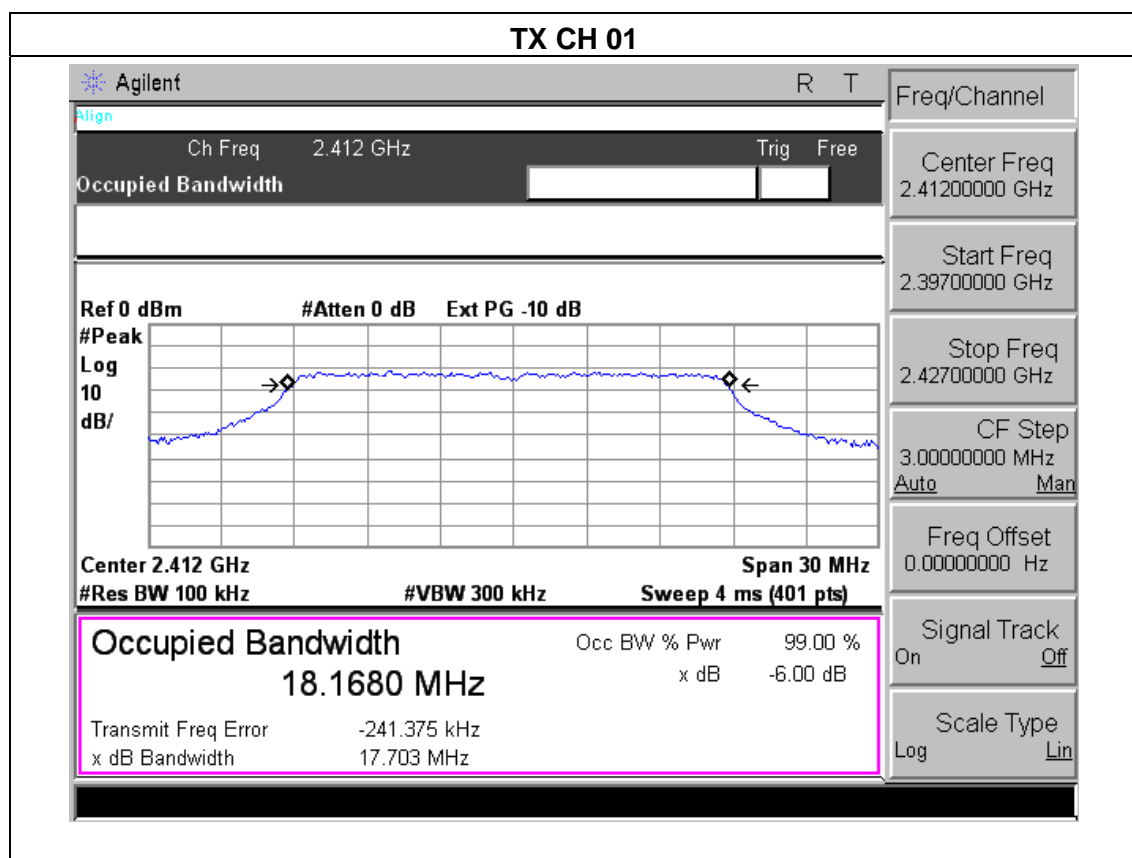 TX CH 01
Agilent R T
Align
Ch Freq 2.412 GHz Trig Free
Occupied Bandwidth
Ref 0 dBm #Atten 0 dB Ext PG -10 dB
#Peak
Log
10
dB/
Center 2.412 GHz Span 30 MHz
#Res BW 100 kHz #VBW 300 kHz Sweep 4 ms (401 pts)
Occupied Bandwidth Occ BW % Pwr 99.00 %
18.1680 MHz x dB -6.00 dB
Transmit Freq Error -241.375 kHz
x dB Bandwidth 17.703 MHz
Freq/Channel
Center Freq
2.41200000 GHz
Start Freq
2.39700000 GHz
Stop Freq
2.42700000 GHz
CF Step
3.00000000 MHz
Auto Man
Freq Offset
0.00000000 Hz
Signal Track
On Off
Scale Type
Log Lin